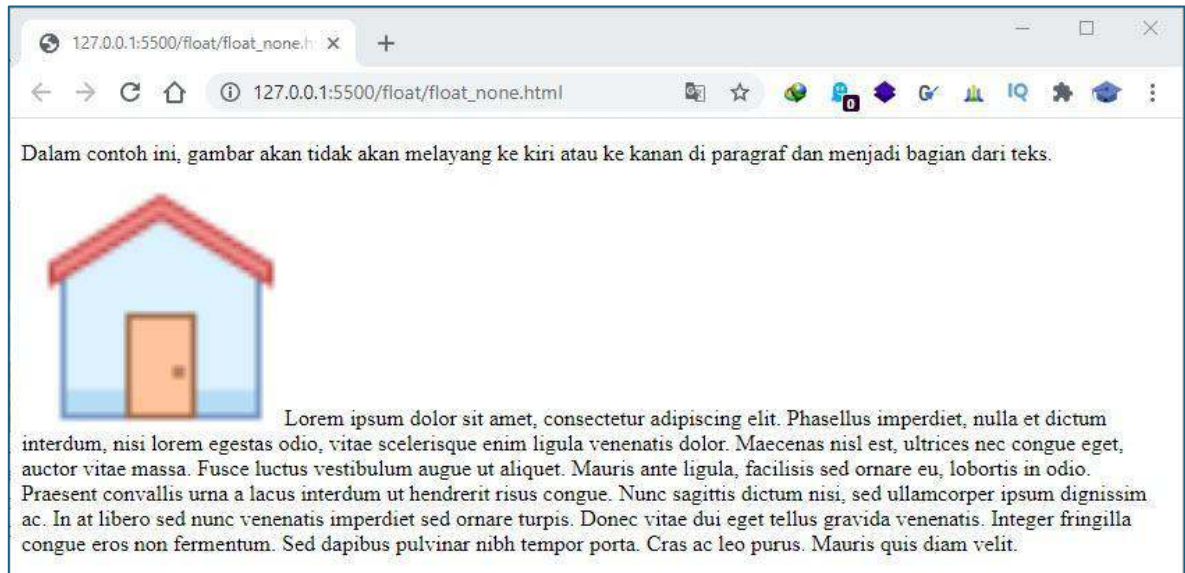 127.0.0.1:5500/float/float_none.h
127.0.0.1:5500/float/float_none.html
0
IQ
Dalam contoh ini, gambar akan tidak akan melayang ke kiri atau ke kanan di paragraf dan menjadi bagian dari teks.
Lorem ipsum dolor sit amet, consectetur adipiscing elit. Phasellus imperdiet, nulla et dictum
interdum, nisi lorem egestas odio, vitae scelerisque enim ligula venenatis dolor. Maecenas nisl est, ultrices nec congue eget,
auctor vitae massa. Fusce luctus vestibulum augue ut aliquet. Mauris ante ligula, facilisis sed ornare eu, lobortis in odio.
Praesent convallis urna a lacus interdum ut hendrerit risus congue. Nunc sagittis dictum nisi, sed ullamcorper ipsum dignissim
ac. In at libero sed nunc venenatis imperdiet sed ornare turpis. Donec vitae dui eget tellus gravida venenatis. Integer fringilla
congue eros non fermentum. Sed dapibus pulvinar nibh tempor porta. Cras ac leo purus. Mauris quis diam velit.